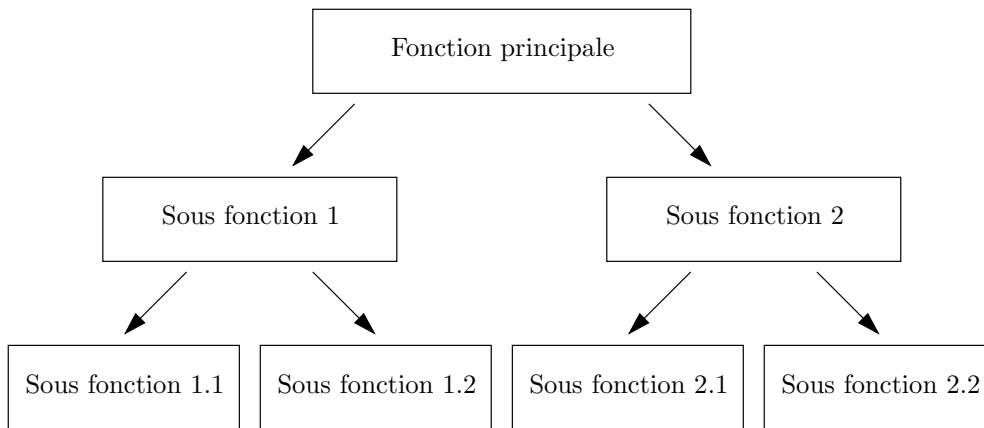 Fonction principale
Sous fonction 1
Sous fonction 2
Sous fonction 1.1
Sous fonction 1.2
Sous fonction 2.1
Sous fonction 2.2